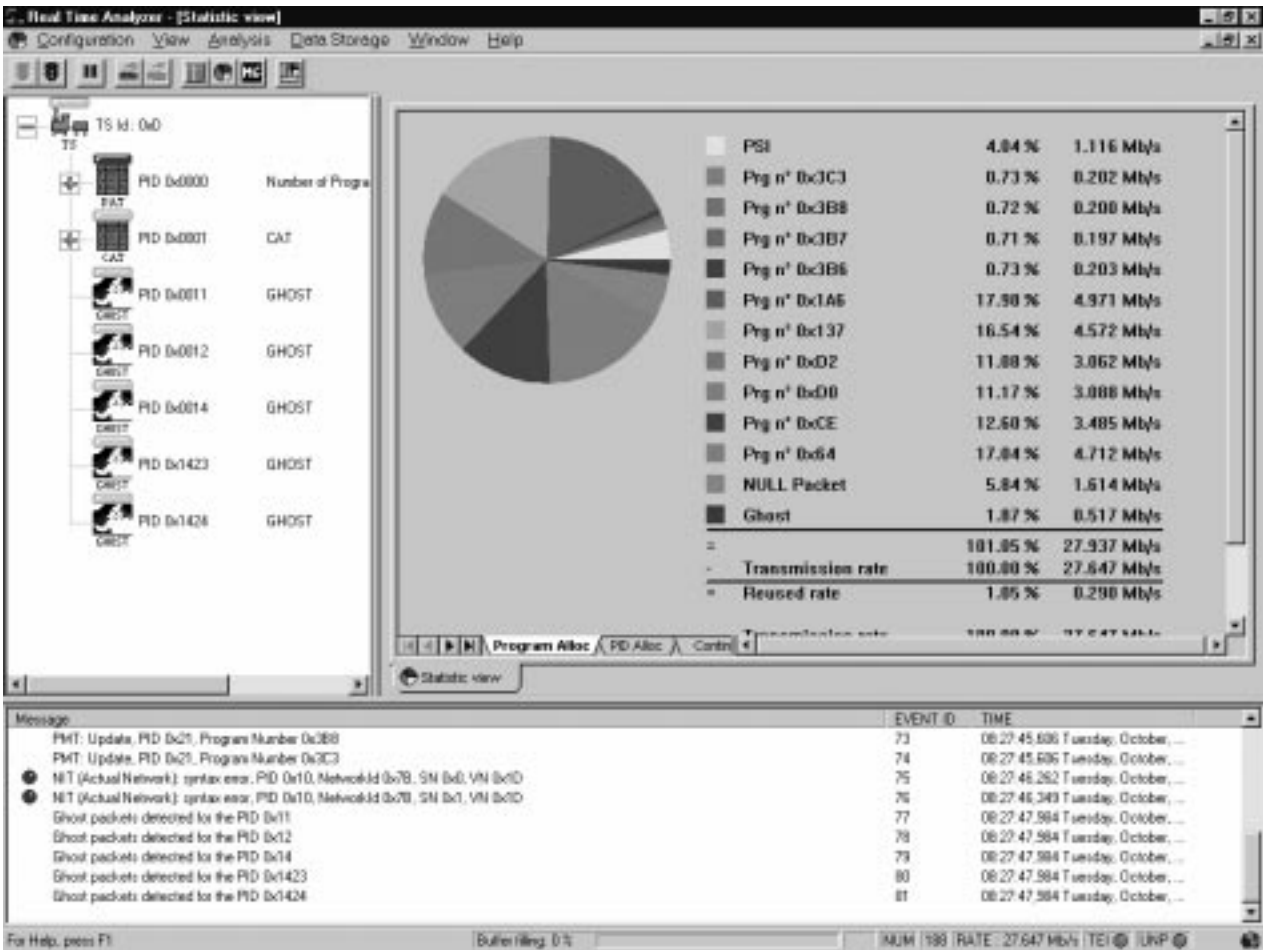 Real Time Analyzer - [Statistic view]
Configuration View Analysis Data Storage Window Help
TS Id: 0x0
TS
PID 0x0000 Number of Progra
PAT
PID 0x0001 CAT
CAT
PID 0x0011 GHOST
GHOST
PID 0x0012 GHOST
GHOST
PID 0x0014 GHOST
GHOST
PID 0x1423 GHOST
GHOST
PID 0x1424 GHOST
GHOST
PSI 4.04 % 1.116 Mb/s
Prg n° 0x3C3 0.73 % 0.202 Mb/s
Prg n° 0x3B8 0.72 % 0.200 Mb/s
Prg n° 0x3B7 0.71 % 0.197 Mb/s
Prg n° 0x3B6 0.73 % 0.203 Mb/s
Prg n° 0x1A6 17.98 % 4.971 Mb/s
Prg n° 0x137 16.54 % 4.572 Mb/s
Prg n° 0xD2 11.08 % 3.062 Mb/s
Prg n° 0xD0 11.17 % 3.088 Mb/s
Prg n° 0xCE 12.60 % 3.485 Mb/s
Prg n° 0x64 17.04 % 4.712 Mb/s
NULL Packet 5.84 % 1.614 Mb/s
Ghost 1.87 % 0.517 Mb/s
= 101.05 % 27.937 Mb/s
- Transmission rate 100.00 % 27.647 Mb/s
= Reused rate 1.05 % 0.290 Mb/s
Transmission rate 100.00 % 27.647 Mb/s
Program Alloc PID Alloc Contin
Statistic view
Message EVENT ID TIME
PMT: Update, PID 0x21, Program Number 0x3B8 73 08:27:45,606 Tuesday, October, ...
PMT: Update, PID 0x21, Program Number 0x3C3 74 08:27:45,606 Tuesday, October, ...
NIT (Actual Network): syntax error, PID 0x10, NetworkId 0x7B, SN 0x0, VN 0x1D 75 08:27:46,262 Tuesday, October, ...
NIT (Actual Network): syntax error, PID 0x10, NetworkId 0x7B, SN 0x1, VN 0x1D 76 08:27:46,349 Tuesday, October, ...
Ghost packets detected for the PID 0x11 77 08:27:47,984 Tuesday, October, ...
Ghost packets detected for the PID 0x12 78 08:27:47,984 Tuesday, October, ...
Ghost packets detected for the PID 0x14 79 08:27:47,984 Tuesday, October, ...
Ghost packets detected for the PID 0x1423 80 08:27:47,984 Tuesday, October, ...
Ghost packets detected for the PID 0x1424 81 08:27:47,984 Tuesday, October, ...
For Help, press F1 Buffer filling: 0 % NUM 188 RATE : 27.647 Mb/s TEI UNP